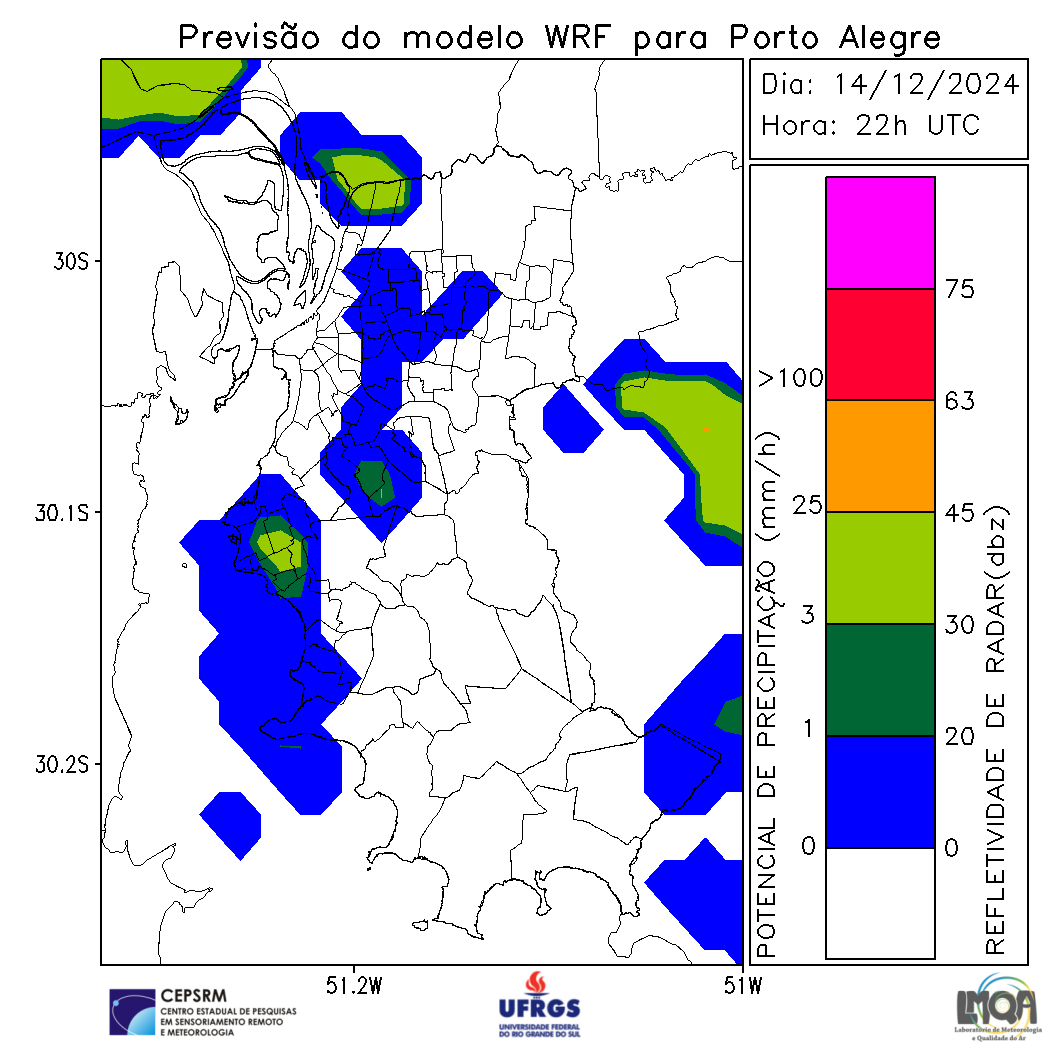 Previsão do modelo WRF para Porto Alegre
Dia: 14/12/2024
Hora: 22h UTC
30S
30.1S
30.2S
51.2W
51W
POTENCIAL DE PRECIPITAÇÃO (mm/h)
>100
25
3
1
0
75
63
45
30
20
0
REFLETIVIDADE DE RADAR(dbz)
CEPSRM
CENTRO ESTADUAL DE PESQUISAS
EM SENSORIAMENTO REMOTO
E METEOROLOGIA
UFRGS
UNIVERSIDADE FEDERAL
DO RIO GRANDE DO SUL
LMQA
Laboratório de Meteorologia
e Qualidade do Ar